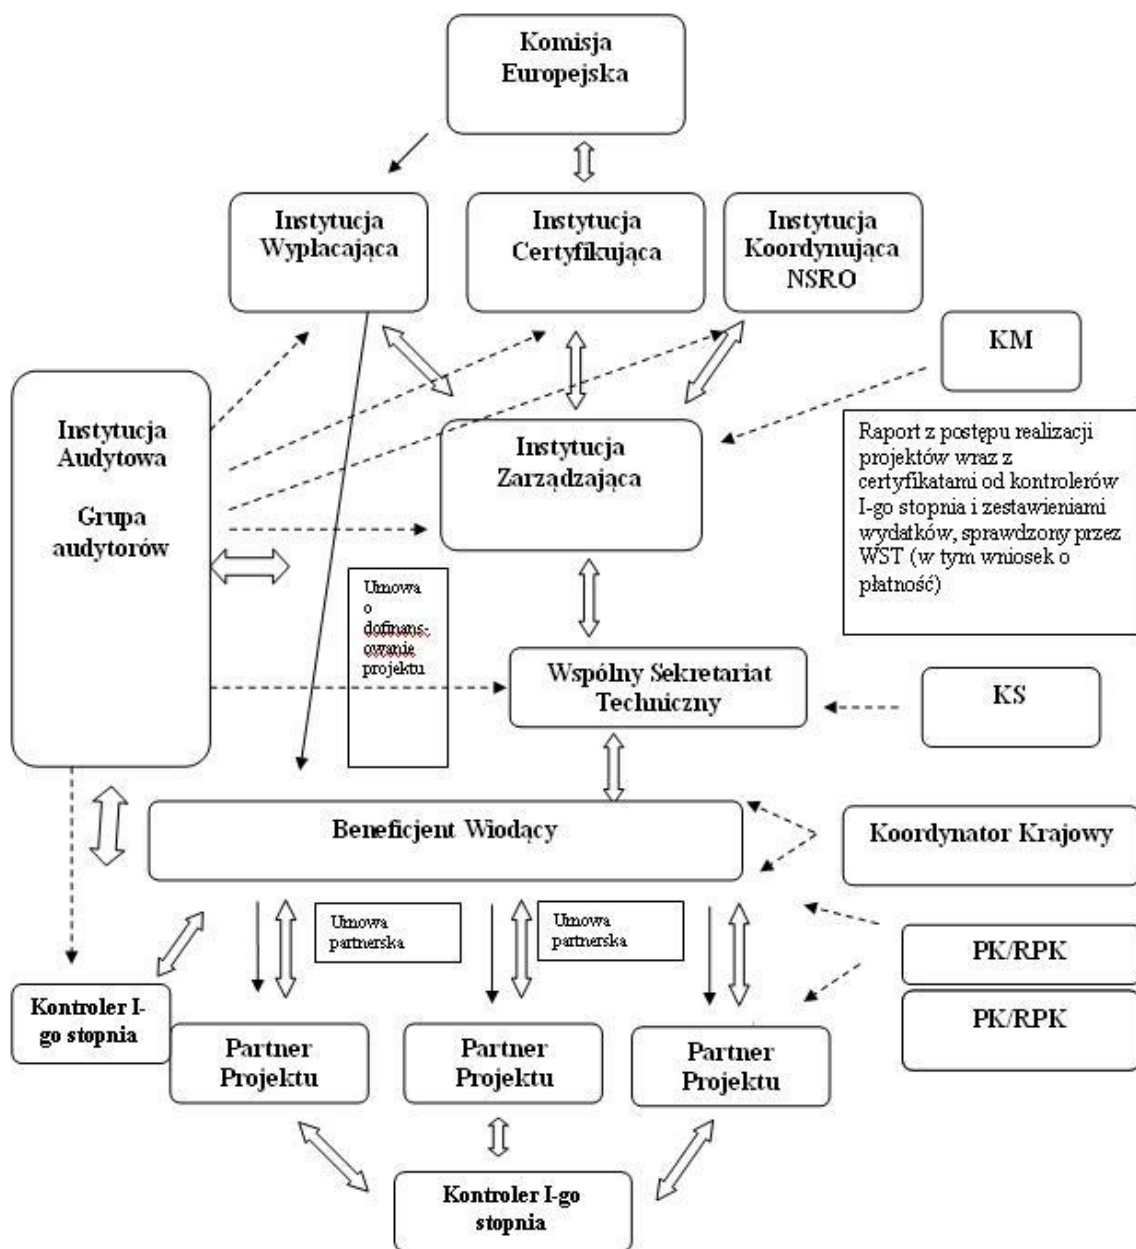 Komisja
Europejska
Instytucja
Wypłacająca
Instytucja
Certyfikująca
Instytucja
Koordynująca
NSRO
KM
Instytucja
Audytowa
Grupa
audytorów
Instytucja
Zarządzająca
Raport z postępu realizacji
projektów wraz z
certyfikatami od kontrolerów
I-go stopnia i zestawieniami
wydatków, sprawdzony przez
WST (w tym wniosek o
płatność)
Umowa
o
dofinans-
owanie
projektu
Wspólny Sekretariat
Techniczny
KS
Beneficjent Wiodący
Koordynator Krajowy
Umowa
partnerska
Umowa
partnerska
PK/RPK
PK/RPK
Kontroler I-
go stopnia
Partner
Projektu
Partner
Projektu
Partner
Projektu
Kontroler I-go
stopnia